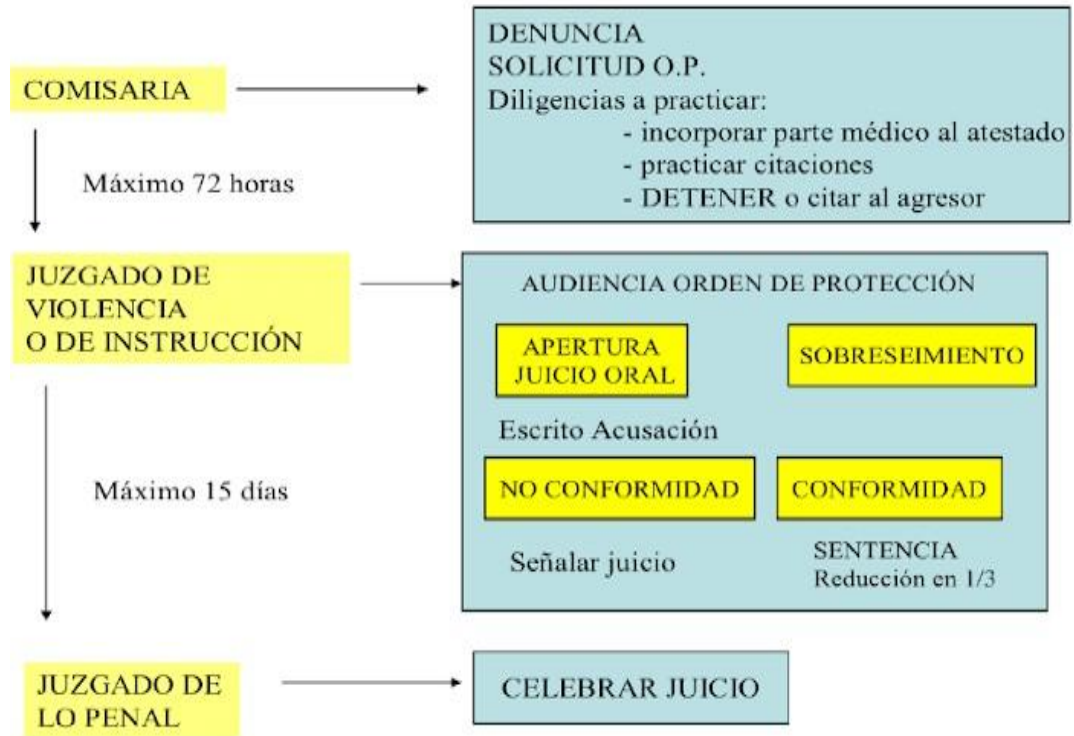 COMISARIA
DENUNCIA
SOLICITUD O.P.
Diligencias a practicar:
- incorporar parte médico al atestado
- practicar citaciones
- DETENER o citar al agresor
Máximo 72 horas
JUZGADO DE
VIOLENCIA
O DE INSTRUCCIÓN
AUDIENCIA ORDEN DE PROTECCIÓN
APERTURA
JUICIO ORAL
SOBRESEIMIENTO
Escrito Acusación
NO CONFORMIDAD
CONFORMIDAD
Señalar juicio
SENTENCIA
Reducción en 1/3
Máximo 15 días
JUZGADO DE
LO PENAL
CELEBRAR JUICIO